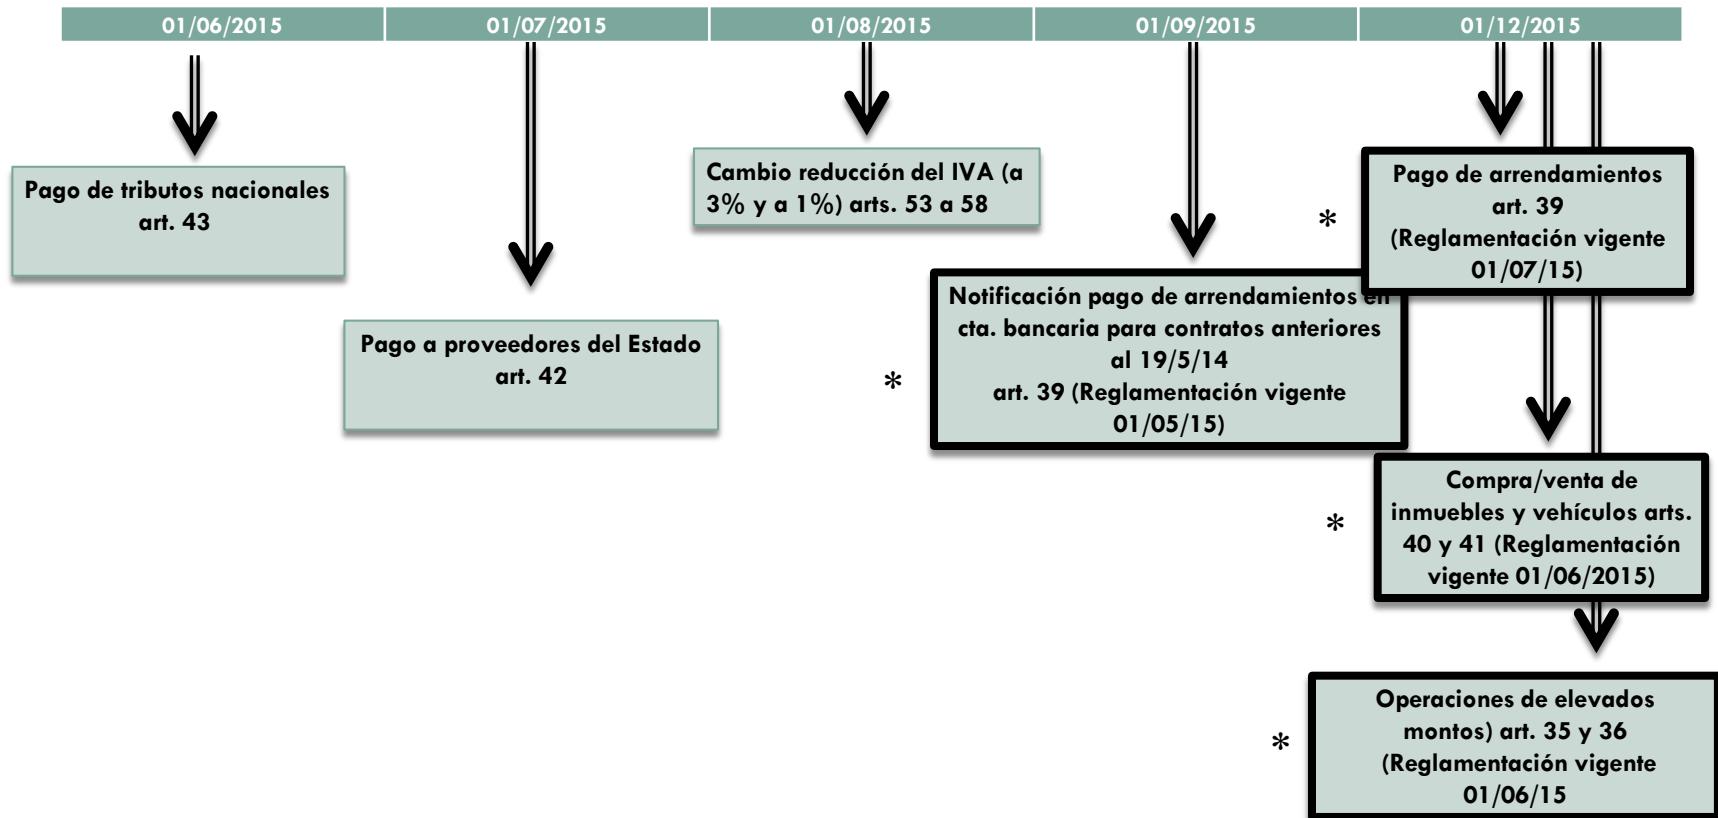 01/06/2015
01/07/2015
01/08/2015
01/09/2015
01/12/2015
Pago de tributos nacionales
art. 43
Pago a proveedores del Estado
art. 42
Cambio reducción del IVA (a
3% y a 1%) arts. 53 a 58
*
Notificación pago de arrendamientos en
cta. bancaria para contratos anteriores
al 19/5/14
art. 39 (Reglamentación vigente
01/05/15)
*
Pago de arrendamientos
art. 39
(Reglamentación vigente
01/07/15)
*
Compra/venta de
inmuebles y vehículos arts.
40 y 41 (Reglamentación
vigente 01/06/2015)
*
Operaciones de elevados
montos) art. 35 y 36
(Reglamentación vigente
01/06/15